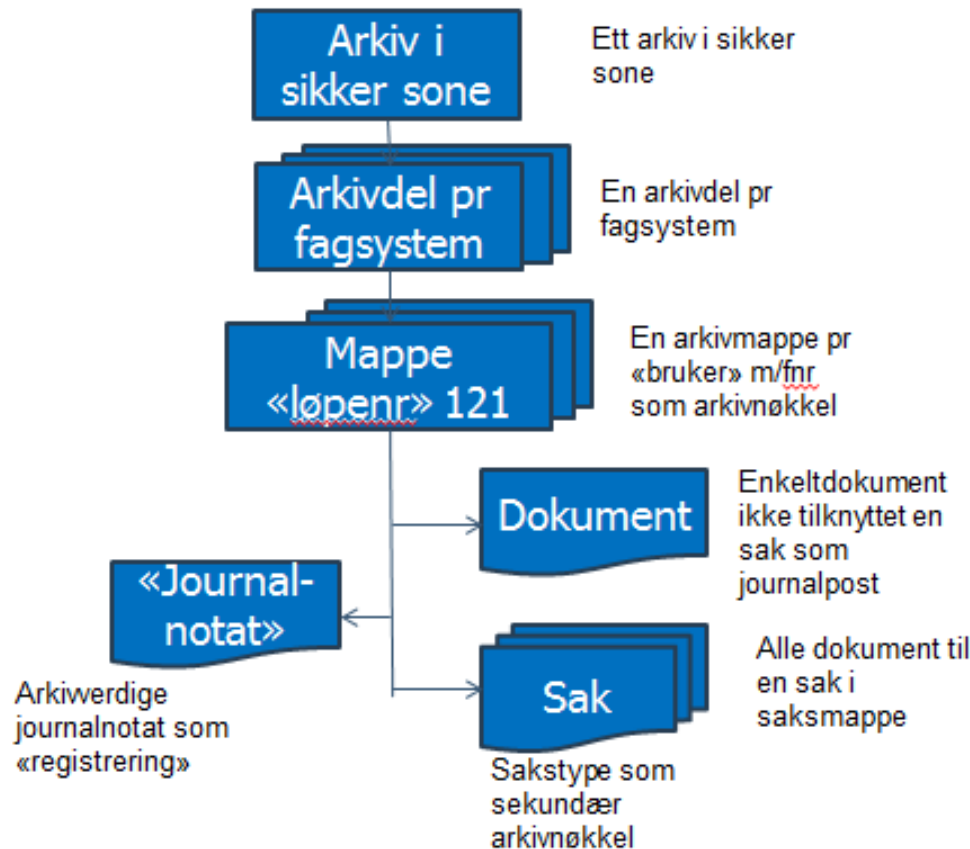 Arkiv i
sikker sone
Ett arkiv i sikker
sone
Arkivdel pr
fagsystem
En arkivdel pr
fagsystem
Mappe
«løpenr» 121
En arkivmappe pr
«bruker» m/fnr
som arkivnøkkel
Dokument
Enkeltdokument
ikke tilknyttet en
sak som
journalpost
«Journal-
notat»
Arkivverdige
journalnotat som
«registrering»
Sak
Alle dokument til
en sak i
saksmappe
Sakstype som
sekundær
arkivnøkkel